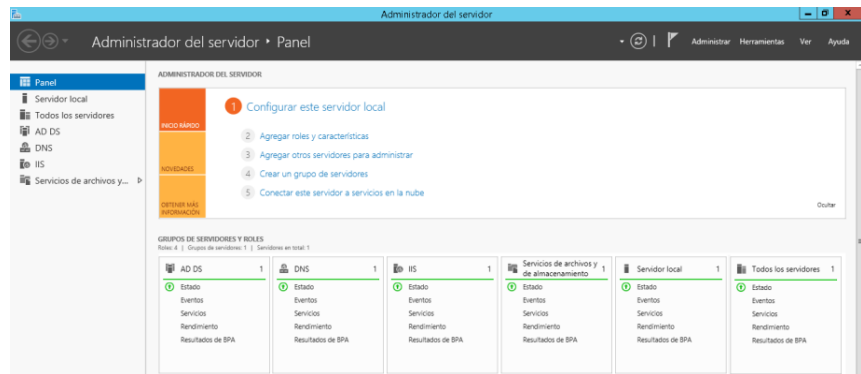 Administrador del servidor
Administrador del servidor ‣ Panel
Administrar Herramientas Ver Ayuda
Panel
Servidor local
Todos los servidores
AD DS
DNS
IIS
Servicios de archivos y...
ADMINISTRADOR DEL SERVIDOR
INICIO RÁPIDO
NOVEDADES
OBTENER MÁS
INFORMACIÓN
1 Configurar este servidor local
2 Agregar roles y características
3 Agregar otros servidores para administrar
4 Crear un grupo de servidores
5 Conectar este servidor a servicios en la nube
Ocultar
GRUPOS DE SERVIDORES Y ROLES
Roles: 4 | Grupos de servidores: 1 | Servidores en total: 1
AD DS 1
Estado
Eventos
Servicios
Rendimiento
Resultados de BPA
DNS 1
Estado
Eventos
Servicios
Rendimiento
Resultados de BPA
IIS 1
Estado
Eventos
Servicios
Rendimiento
Resultados de BPA
Servicios de archivos y
de almacenamiento 1
Estado
Eventos
Servicios
Rendimiento
Resultados de BPA
Servidor local 1
Estado
Eventos
Servicios
Rendimiento
Resultados de BPA
Todos los servidores 1
Estado
Eventos
Servicios
Rendimiento
Resultados de BPA